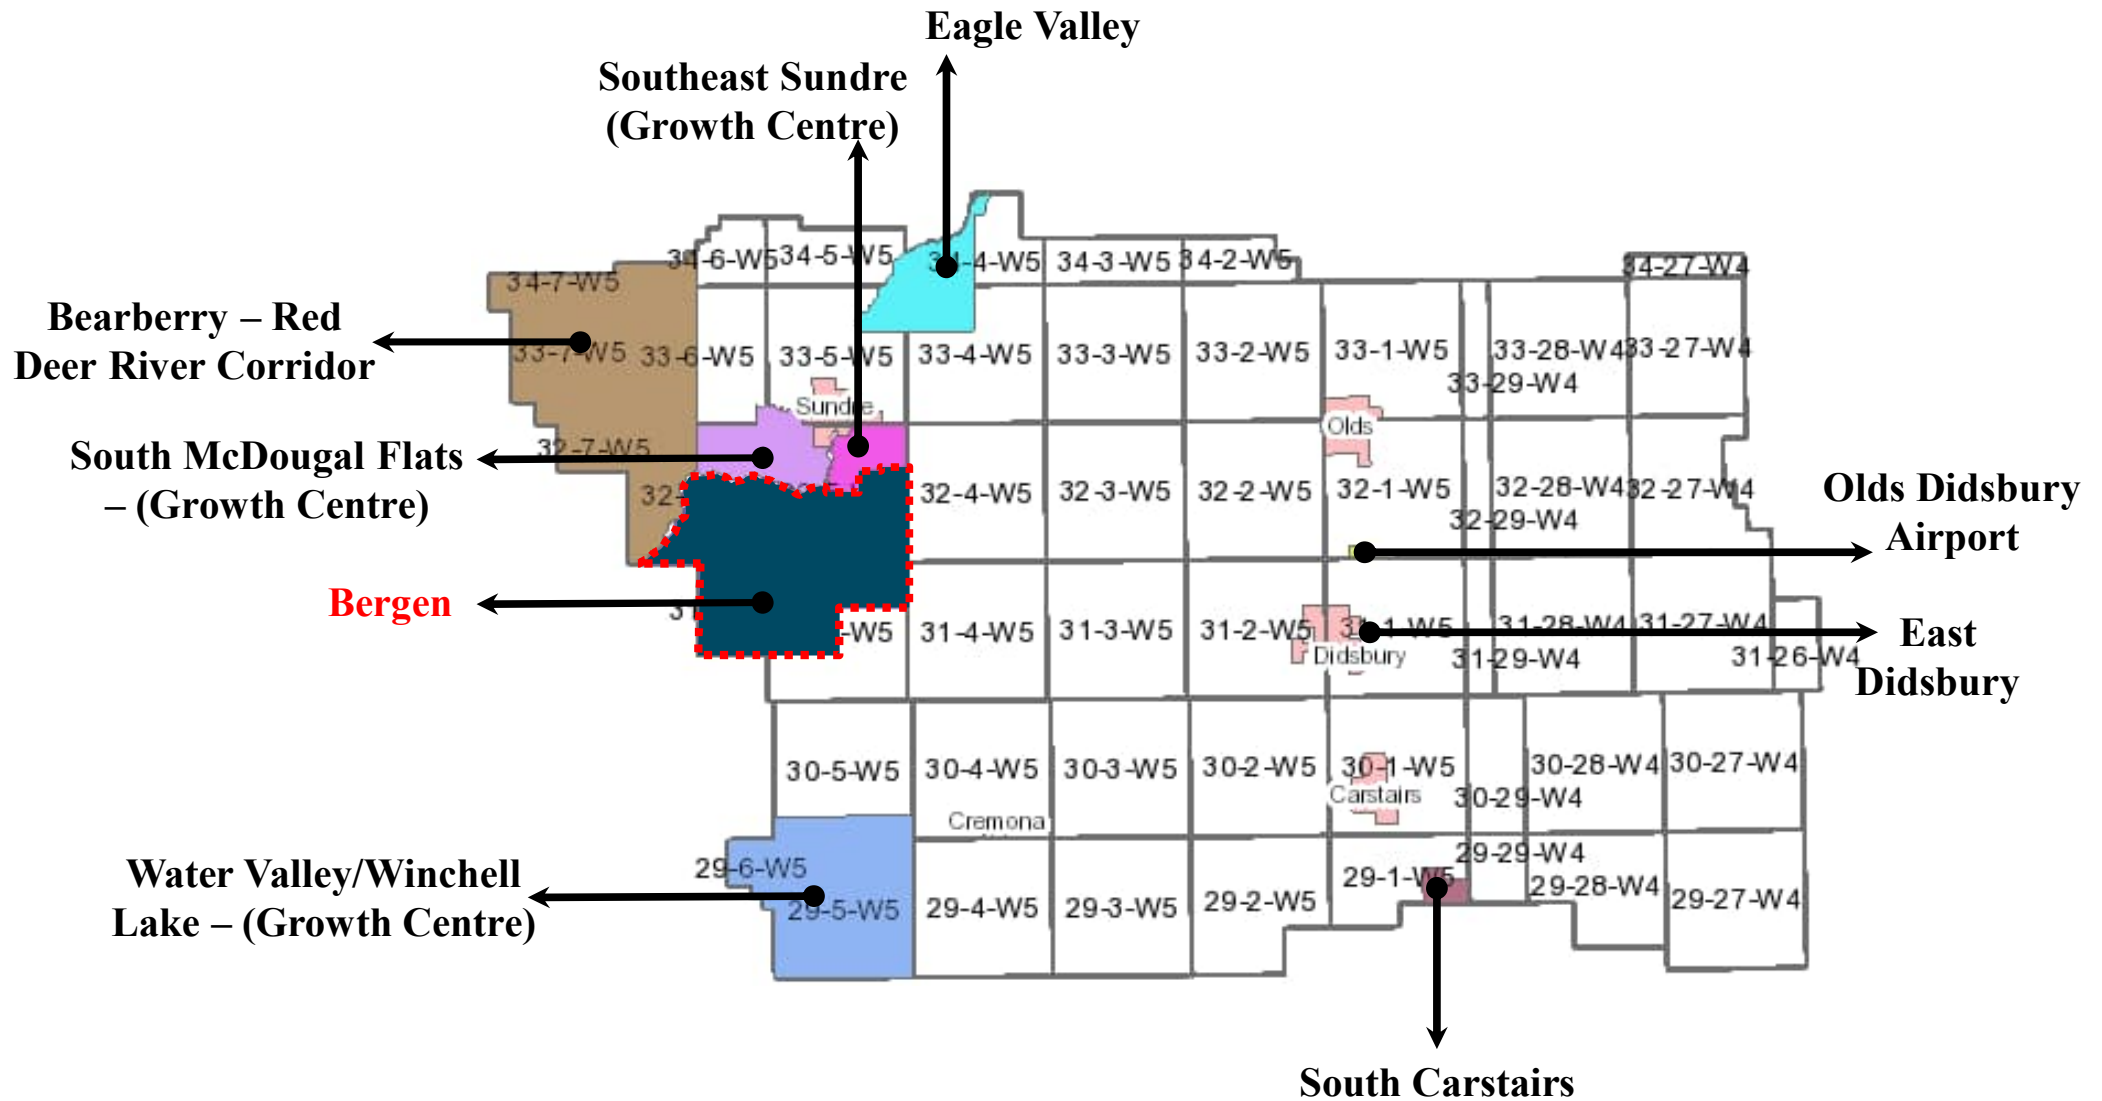 Eagle Valley
Southeast Sundre
(Growth Centre)
34-6-W5
34-5-W5
34-4-W5
34-3-W5
34-2-W5
34-27-W4
34-7-W5
Bearberry – Red
Deer River Corridor
33-7-W5
33-6-W5
33-5-W5
33-4-W5
33-3-W5
33-2-W5
33-1-W5
33-28-W4
33-27-W4
33-29-W4
Sundre
Olds
South McDougal Flats
– (Growth Centre)
32-7-W5
32-
32-4-W5
32-3-W5
32-2-W5
32-1-W5
32-28-W4
32-27-W4
32-29-W4
Olds Didsbury
Airport
Bergen
31
-W5
31-4-W5
31-3-W5
31-2-W5
31-1-W5
31-28-W4
31-27-W4
31-29-W4
31-26-W4
Didsbury
East
Didsbury
30-5-W5
30-4-W5
30-3-W5
30-2-W5
30-1-W5
30-28-W4
30-27-W4
30-29-W4
Carstairs
Cremona
Water Valley/Winchell
Lake – (Growth Centre)
29-6-W5
29-5-W5
29-4-W5
29-3-W5
29-2-W5
29-1-W5
29-29-W4
29-28-W4
29-27-W4
South Carstairs